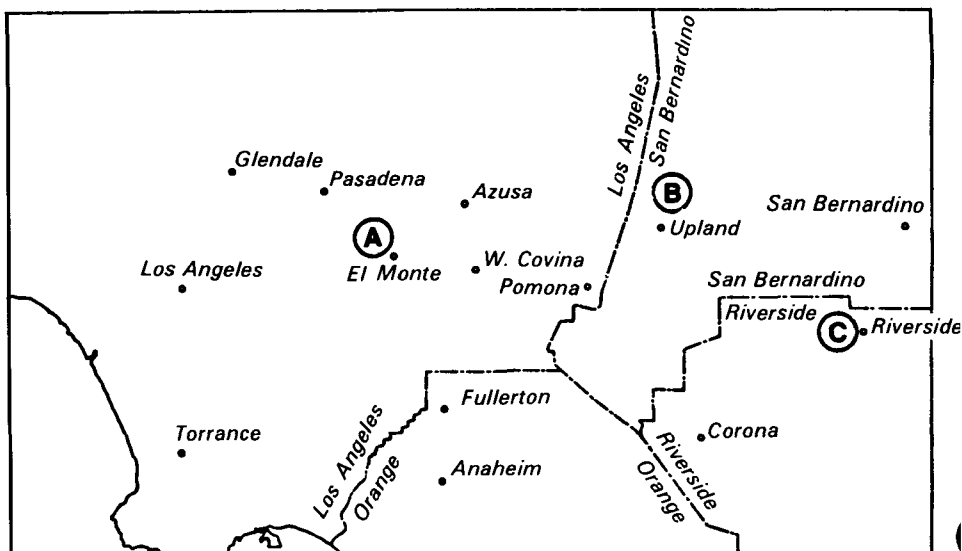 Los Angeles
San Bernardino
Glendale
Pasadena
Azusa
B
San Bernardino
Upland
A
Los Angeles
El Monte
W. Covina
Pomona
San Bernardino
Riverside
C
Riverside
Fullerton
Torrance
Los Angeles
Orange
Corona
Anaheim
Riverside
Orange